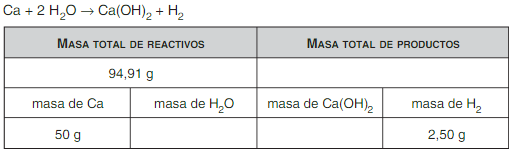 Ca + 2 H₂O → Ca(OH)₂ + H₂
MASA TOTAL DE REACTIVOS MASA TOTAL DE PRODUCTOS
94,91 g
masa de Ca masa de H₂O masa de Ca(OH)₂ masa de H₂
50 g 2,50 g